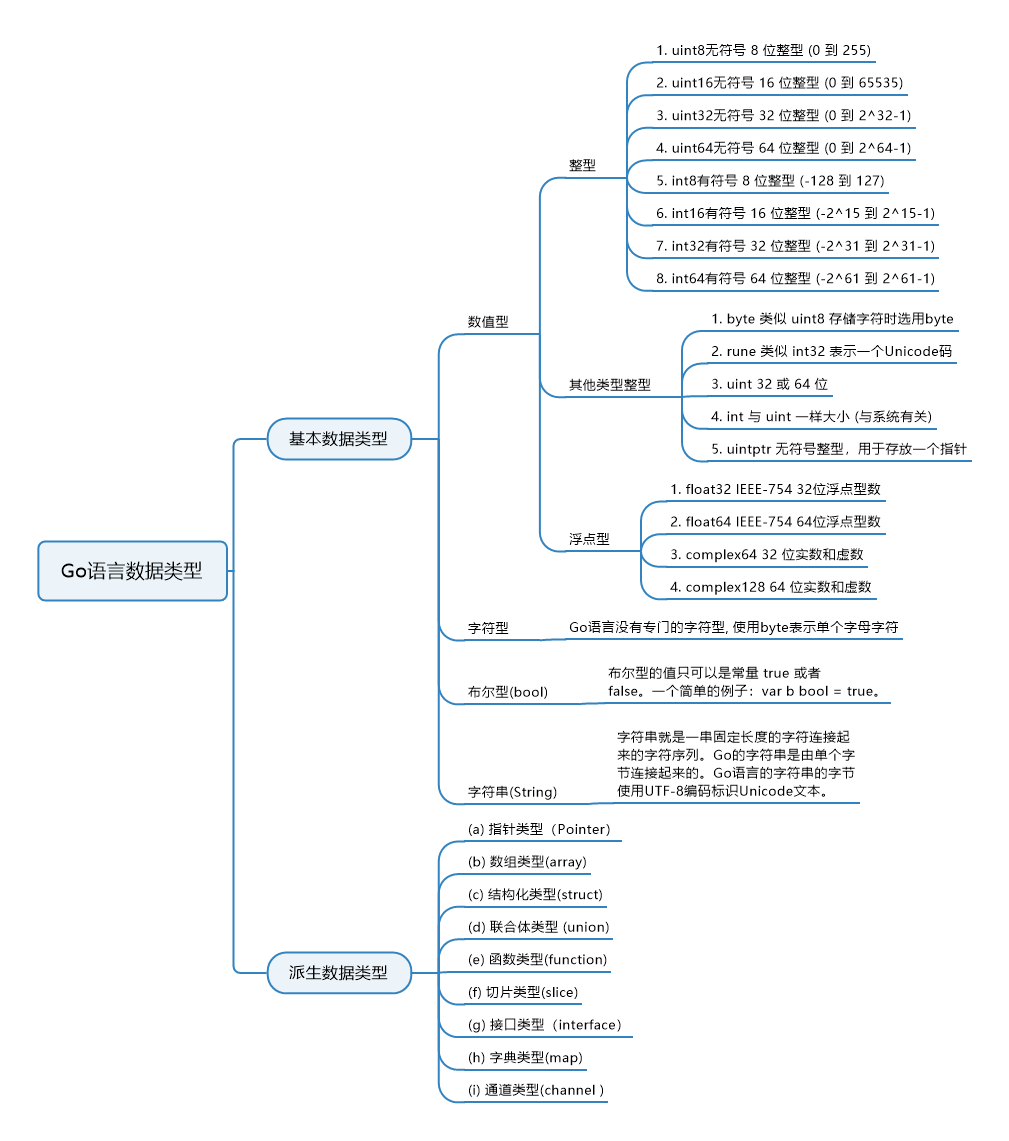 Go语言数据类型
基本数据类型
数值型
整型
1. uint8无符号 8 位整型 (0 到 255)
2. uint16无符号 16 位整型 (0 到 65535)
3. uint32无符号 32 位整型 (0 到 2^32-1)
4. uint64无符号 64 位整型 (0 到 2^64-1)
5. int8有符号 8 位整型 (-128 到 127)
6. int16有符号 16 位整型 (-2^15 到 2^15-1)
7. int32有符号 32 位整型 (-2^31 到 2^31-1)
8. int64有符号 64 位整型 (-2^61 到 2^61-1)
其他类型整型
1. byte 类似 uint8 存储字符时选用byte
2. rune 类似 int32 表示一个Unicode码
3. uint 32 或 64 位
4. int 与 uint 一样大小 (与系统有关)
5. uintptr 无符号整型，用于存放一个指针
浮点型
1. float32 IEEE-754 32位浮点型数
2. float64 IEEE-754 64位浮点型数
3. complex64 32 位实数和虚数
4. complex128 64 位实数和虚数
字符型
Go语言没有专门的字符型, 使用byte表示单个字母字符
布尔型(bool)
布尔型的值只可以是常量 true 或者
false。一个简单的例子：var b bool = true。
字符串(String)
字符串就是一串固定长度的字符连接起
来的字符序列。Go的字符串是由单个字
节连接起来的。Go语言的字符串的字节
使用UTF-8编码标识Unicode文本。
派生数据类型
(a) 指针类型（Pointer）
(b) 数组类型(array)
(c) 结构化类型(struct)
(d) 联合体类型 (union)
(e) 函数类型(function)
(f) 切片类型(slice)
(g) 接口类型（interface）
(h) 字典类型(map)
(i) 通道类型(channel )